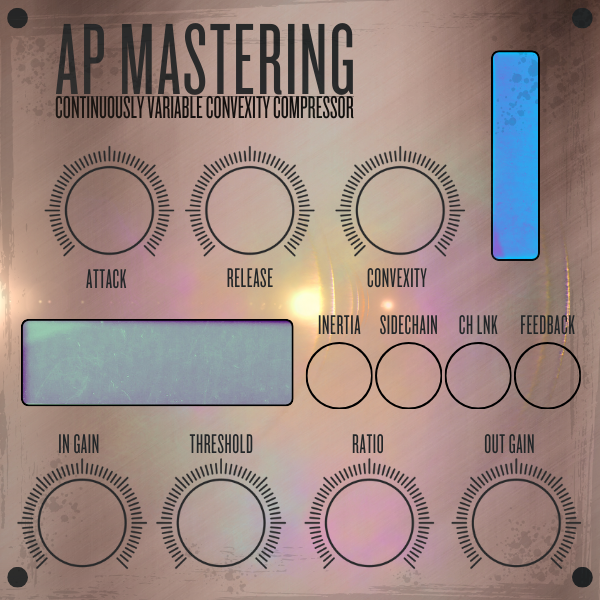 AP MASTERING
CONTINUOUSLY VARIABLE CONVEXITY COMPRESSOR
ATTACK
RELEASE
CONVEXITY
INERTIA
SIDECHAIN
CH LNK
FEEDBACK
IN GAIN
THRESHOLD
RATIO
OUT GAIN